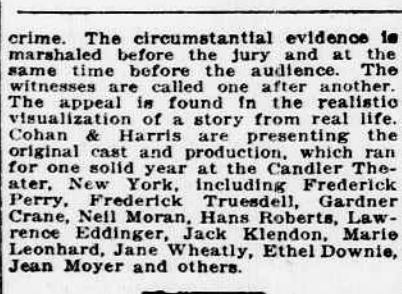 crime. The circumstantial evidence is
marshaled before the jury and at the
same time before the audience. The
witnesses are called one after another.
The appeal is found in the realistic
visualization of a story from real life.
Cohan & Harris are presenting the
original cast and production, which ran
for one solid year at the Candler The-
ater, New York, including Frederick
Perry, Frederick Truesdell, Gardner
Crane, Neil Moran, Hans Roberts, Law-
rence Eddinger, Jack Klendon, Marie
Leonhard, Jane Wheatly, Ethel Downie,
Jean Moyer and others.